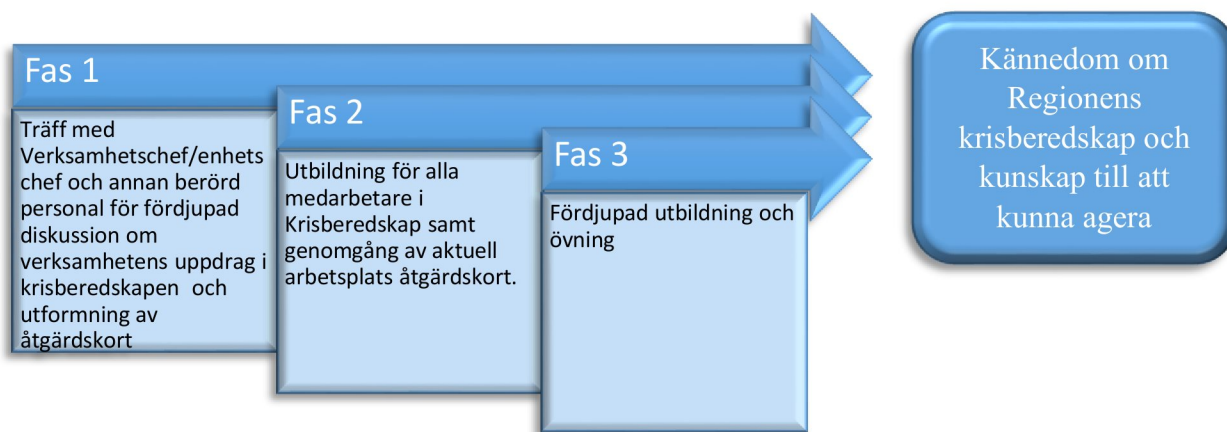 Fas 1
Träff med
Verksamhetschef/enhets
chef och annan berörd
personal för fördjupad
diskussion om
verksamhetens uppdrag i
krisberedskapen  och
utformning av
åtgärdskort
Fas 2
Utbildning för alla
medarbetare i
Krisberedskap samt
genomgång av aktuell
arbetsplats åtgärdskort.
Fas 3
Fördjupad utbildning och
övning
Kännedom om
Regionens
krisberedskap och
kunskap till att
kunna agera